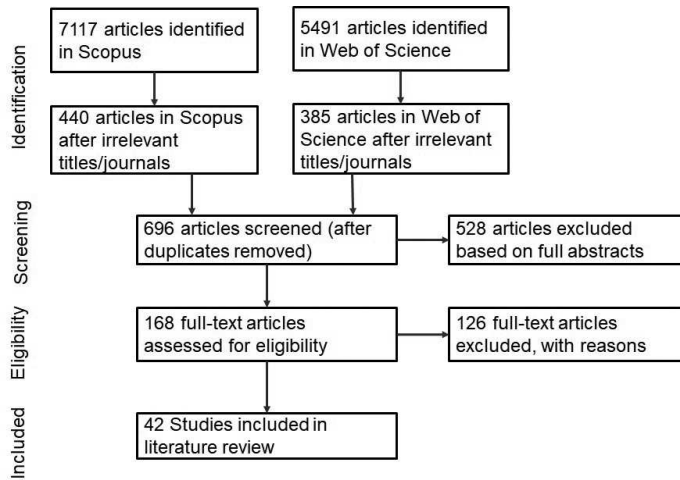 Identification
7117 articles identified
in Scopus
5491 articles identified
in Web of Science
440 articles in Scopus
after irrelevant
titles/journals
385 articles in Web of
Science after irrelevant
titles/journals
Screening
696 articles screened (after
duplicates removed)
528 articles excluded
based on full abstracts
Eligibility
168 full-text articles
assessed for eligibility
126 full-text articles
excluded, with reasons
Included
42 Studies included in
literature review